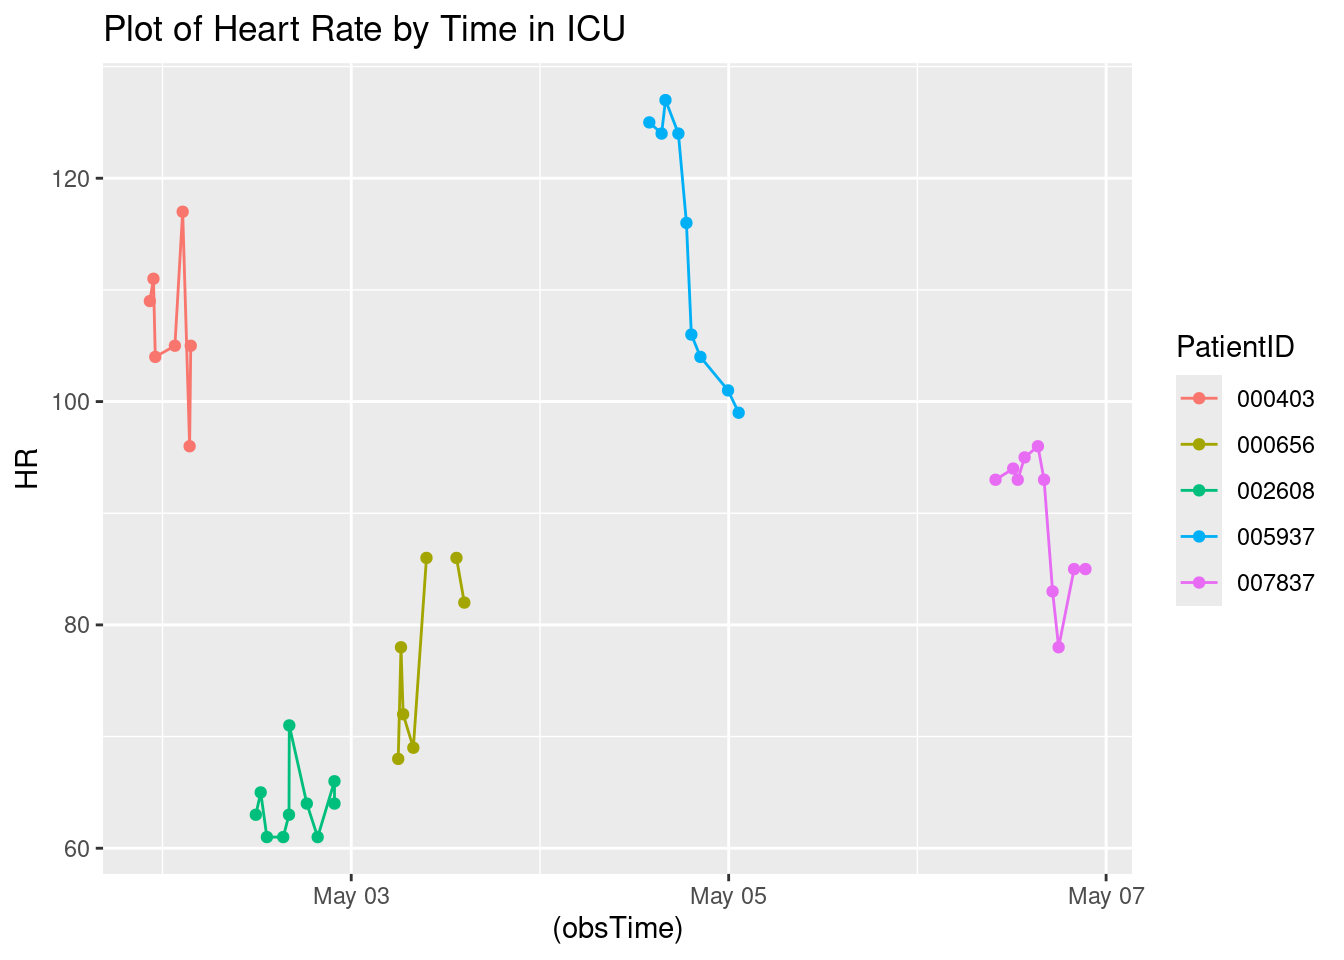 Plot of Heart Rate by Time in ICU
HR
120
100
80
60
May 03
May 05
May 07
(obsTime)
PatientID
000403
000656
002608
005937
007837